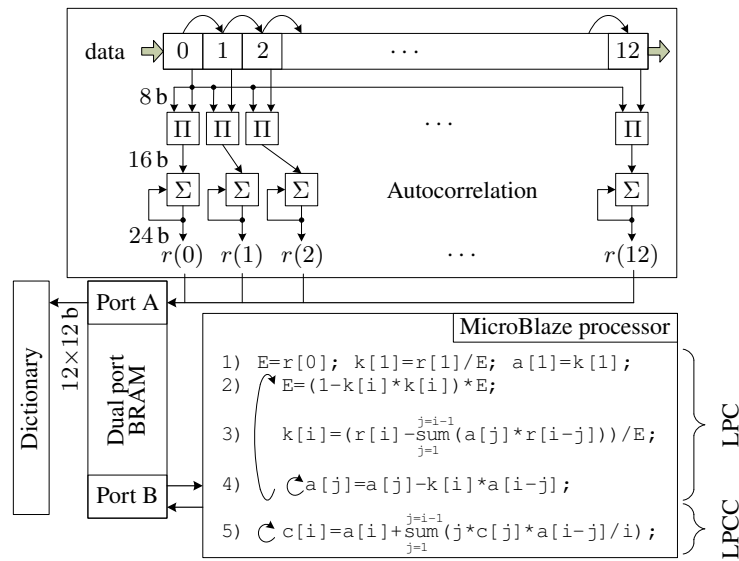 data 0 1 2 ... 12
8 b
Π Π Π ... Π
16 b
Σ Σ Σ Autocorrelation Σ
24 b
r(0) r(1) r(2) ... r(12)
Port A
12×12 b
Dictionary
Dual port
BRAM
Port B
MicroBlaze processor
1) E=r[0]; k[1]=r[1]/E; a[1]=k[1];
2) E=(1-k[i]*k[i])*E;
j=i-1
3) k[i]=(r[i]-sum(a[j]*r[i-j]))/E;
j=1
4) a[j]=a[j]-k[i]*a[i-j];
j=i-1
5) c[i]=a[i]+sum(j*c[j]*a[i-j]/i);
j=1
LPC
LPCC